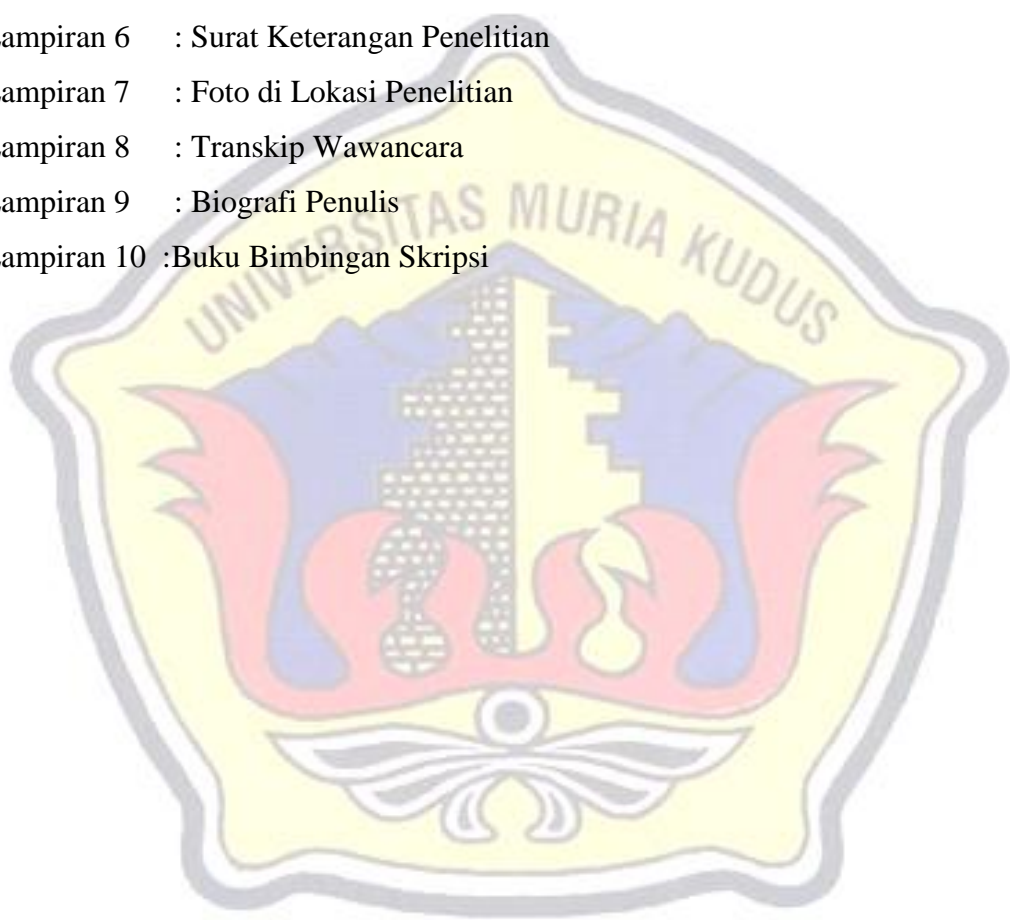 ampiran 6 : Surat Keterangan Penelitian
ampiran 7 : Foto di Lokasi Penelitian
ampiran 8 : Transkip Wawancara
ampiran 9 : Biografi Penulis
ampiran 10 :Buku Bimbingan Skripsi
UNIVERSITAS MURIA KUDUS